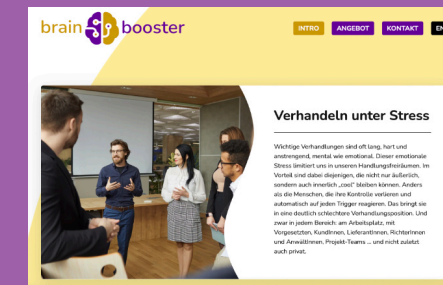 brain booster
INTRO ANGEBOT KONTAKT EN
Verhandeln unter Stress
Wichtige Verhandlungen sind oft lang, hart und
anstrengend, mental wie emotional. Dieser emotionale
Stress limitiert uns in unseren Handlungsfreiräumen. Im
Vorteil sind dabei diejenigen, die nicht nur äußerlich,
sondern auch innerlich „cool" bleiben können. Anders
als die Menschen, die ihre Kontrolle verlieren und
automatisch auf jeden Trigger reagieren. Das bringt sie
in eine deutlich schlechtere Verhandlungsposition. Und
zwar in jedem Bereich: am Arbeitsplatz, mit
Vorgesetzten, KundInnen, LieferantInnen, RichterInnen
und AnwältInnen, Projekt-Teams ... und nicht zuletzt
auch privat.